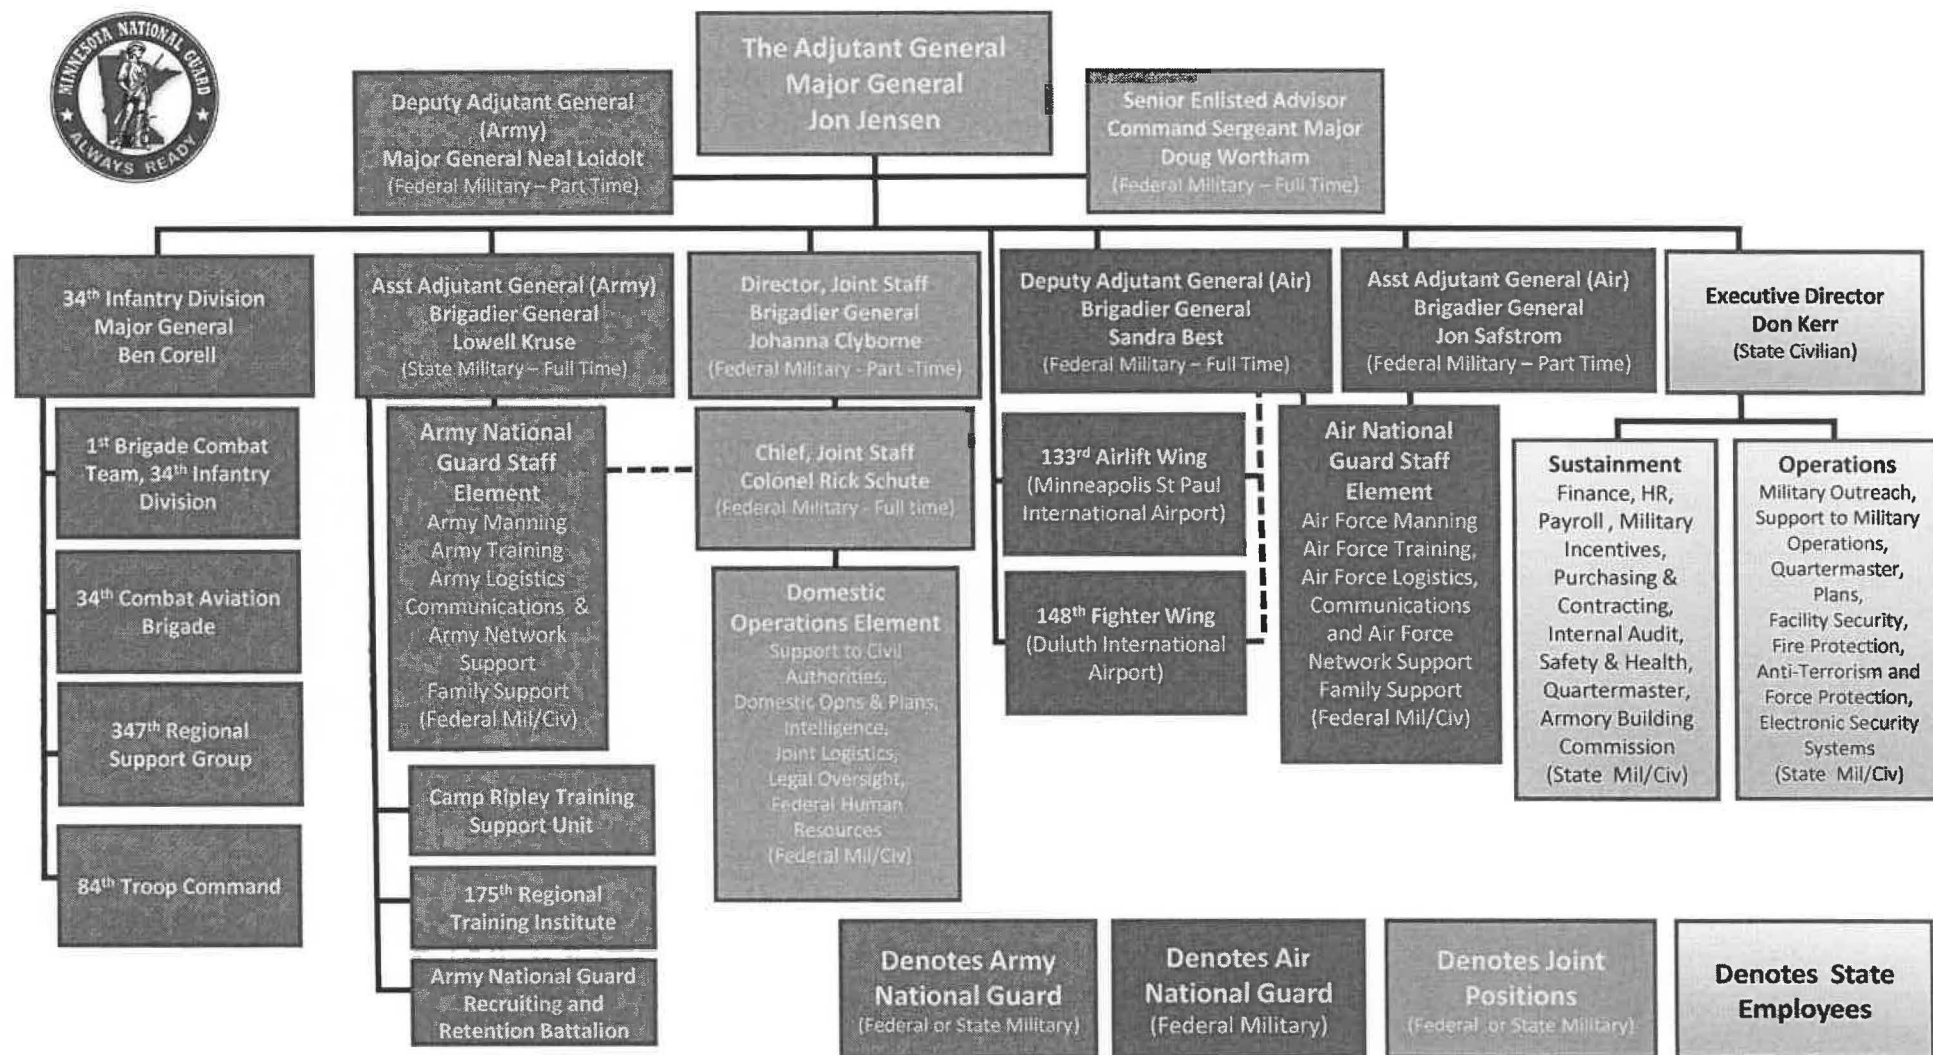 MINNESOTA NATIONAL GUARD
ALWAYS READY
The Adjutant General
Major General
Jon Jensen
Deputy Adjutant General
(Army)
Major General Neal Loidolt
(Federal Military – Part Time)
Senior Enlisted Advisor
Command Sergeant Major
Doug Wortham
(Federal Military – Full Time)
34th Infantry Division
Major General
Ben Corell
Asst Adjutant General (Army)
Brigadier General
Lowell Kruse
(State Military – Full Time)
Director, Joint Staff
Brigadier General
Johanna Clyborne
(Federal Military - Part -Time)
Deputy Adjutant General (Air)
Brigadier General
Sandra Best
(Federal Military – Full Time)
Asst Adjutant General (Air)
Brigadier General
Jon Safstrom
(Federal Military – Part Time)
Executive Director
Don Kerr
(State Civilian)
1st Brigade Combat
Team, 34th Infantry
Division
34th Combat Aviation
Brigade
347th Regional
Support Group
84th Troop Command
Army National
Guard Staff
Element
Army Manning
Army Training
Army Logistics
Communications &
Army Network
Support
Family Support
(Federal Mil/Civ)
Camp Ripley Training
Support Unit
175th Regional
Training Institute
Army National Guard
Recruiting and
Retention Battalion
Chief, Joint Staff
Colonel Rick Schute
(Federal Military - Full time)
Domestic
Operations Element
Support to Civil
Authorities,
Domestic Opns & Plans,
Intelligence,
Joint Logistics,
Legal Oversight,
Federal Human
Resources
(Federal Mil/Civ)
133rd Airlift Wing
(Minneapolis St Paul
International Airport)
148th Fighter Wing
(Duluth International
Airport)
Air National
Guard Staff
Element
Air Force Manning
Air Force Training,
Air Force Logistics,
Communications
and Air Force
Network Support
Family Support
(Federal Mil/Civ)
Sustainment
Finance, HR,
Payroll , Military
Incentives,
Purchasing &
Contracting,
Internal Audit,
Safety & Health,
Quartermaster,
Armory Building
Commission
(State Mil/Civ)
Operations
Military Outreach,
Support to Military
Operations,
Quartermaster,
Plans,
Facility Security,
Fire Protection,
Anti-Terrorism and
Force Protection,
Electronic Security
Systems
(State Mil/Civ)
Denotes Army
National Guard
(Federal or State Military)
Denotes Air
National Guard
(Federal Military)
Denotes Joint
Positions
(Federal or State Military)
Denotes State
Employees